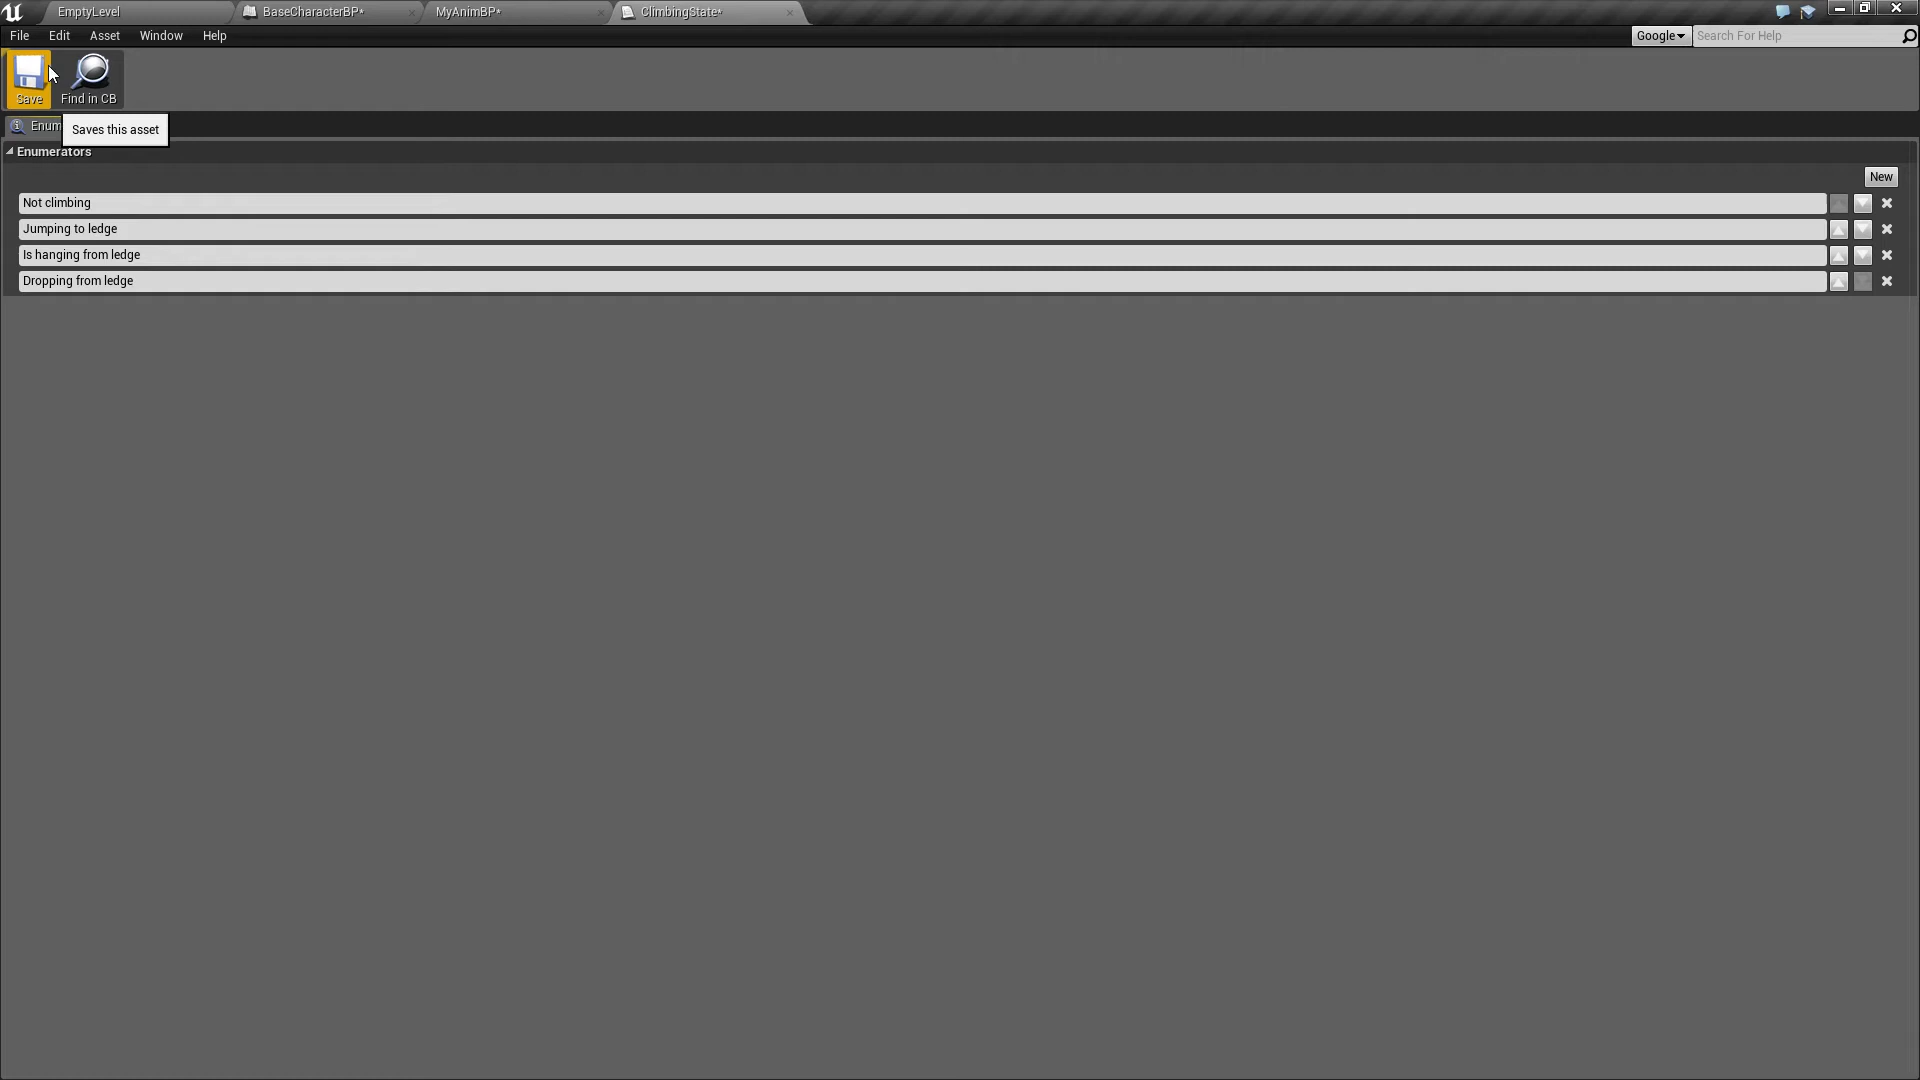 EmptyLevel
BaseCharacterBP*
MyAnimBP*
ClimbingState*
File Edit Asset Window Help
Google
Search For Help
Save
Find in CB
Enum
Saves this asset
Enumerators
New
Not climbing
Jumping to ledge
Is hanging from ledge
Dropping from ledge